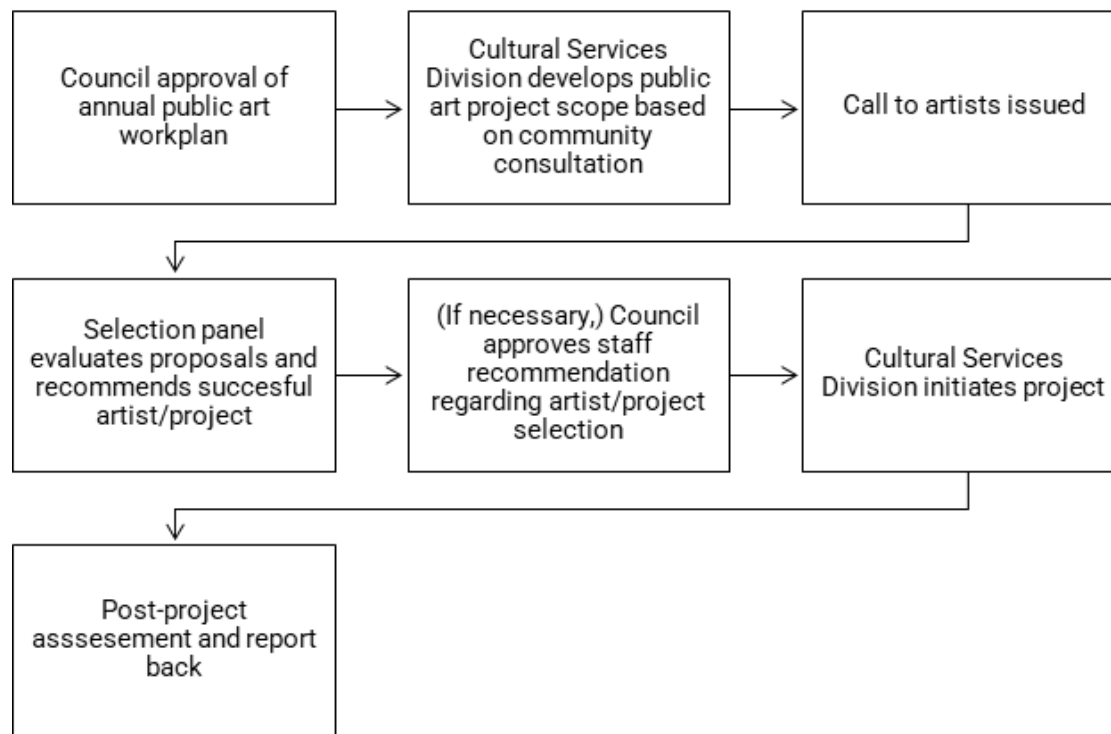 Council approval of
annual public art
workplan
Cultural Services
Division develops public
art project scope based
on community
consultation
Call to artists issued
Selection panel
evaluates proposals and
recommends succesful
artist/project
(If necessary,) Council
approves staff
recommendation
regarding artist/project
selection
Cultural Services
Division initiates project
Post-project
asssesement and report
back